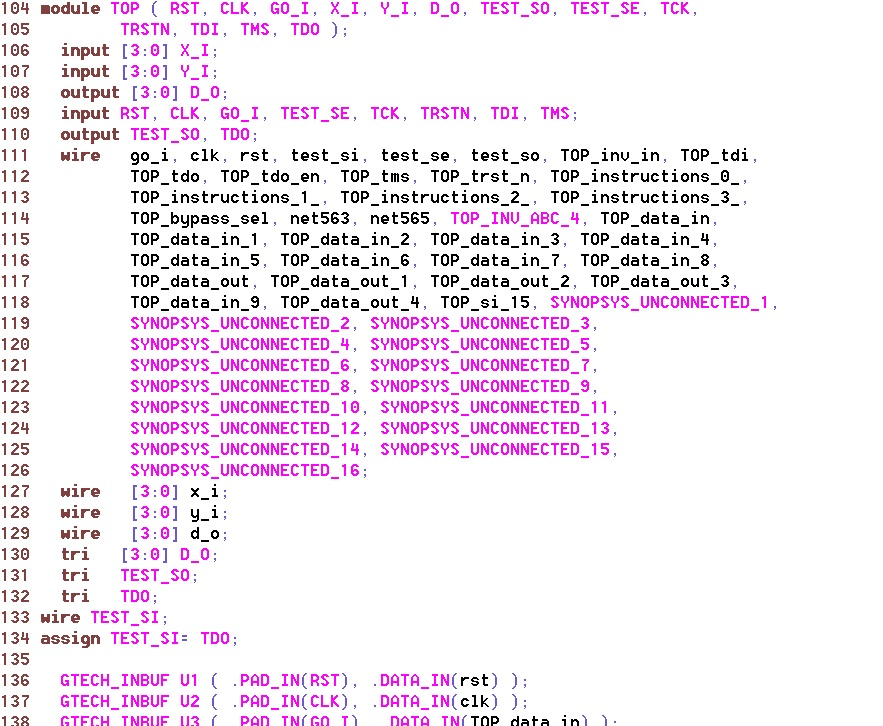 104 module TOP ( RST, CLK, GO_I, X_I, Y_I, D_O, TEST_SO, TEST_SE, TCK,
105         TRSTN, TDI, TMS, TDO );
106   input [3:0] X_I;
107   input [3:0] Y_I;
108   output [3:0] D_O;
109   input RST, CLK, GO_I, TEST_SE, TCK, TRSTN, TDI, TMS;
110   output TEST_SO, TDO;
111   wire   go_i, clk, rst, test_si, test_se, test_so, TOP_inv_in, TOP_tdi,
112          TOP_tdo, TOP_tdo_en, TOP_tms, TOP_trst_n, TOP_instructions_0_,
113          TOP_instructions_1_, TOP_instructions_2_, TOP_instructions_3_,
114          TOP_bypass_sel, net563, net565, TOP_INV_ABC_4, TOP_data_in,
115          TOP_data_in_1, TOP_data_in_2, TOP_data_in_3, TOP_data_in_4,
116          TOP_data_in_5, TOP_data_in_6, TOP_data_in_7, TOP_data_in_8,
117          TOP_data_out, TOP_data_out_1, TOP_data_out_2, TOP_data_out_3,
118          TOP_data_in_9, TOP_data_out_4, TOP_si_15, SYNOPSYS_UNCONNECTED_1,
119          SYNOPSYS_UNCONNECTED_2, SYNOPSYS_UNCONNECTED_3,
120          SYNOPSYS_UNCONNECTED_4, SYNOPSYS_UNCONNECTED_5,
121          SYNOPSYS_UNCONNECTED_6, SYNOPSYS_UNCONNECTED_7,
122          SYNOPSYS_UNCONNECTED_8, SYNOPSYS_UNCONNECTED_9,
123          SYNOPSYS_UNCONNECTED_10, SYNOPSYS_UNCONNECTED_11,
124          SYNOPSYS_UNCONNECTED_12, SYNOPSYS_UNCONNECTED_13,
125          SYNOPSYS_UNCONNECTED_14, SYNOPSYS_UNCONNECTED_15,
126          SYNOPSYS_UNCONNECTED_16;
127   wire   [3:0] x_i;
128   wire   [3:0] y_i;
129   wire   [3:0] d_o;
130   tri   [3:0] D_O;
131   tri   TEST_SO;
132   tri   TDO;
133 wire TEST_SI;
134 assign TEST_SI= TDO;
135
136   GTECH_INBUF U1 ( .PAD_IN(RST), .DATA_IN(rst) );
137   GTECH_INBUF U2 ( .PAD_IN(CLK), .DATA_IN(clk) );
138   GTECH_INBUF U3 ( .PAD_IN(GO_I), .DATA_IN(TOP_data_in) );